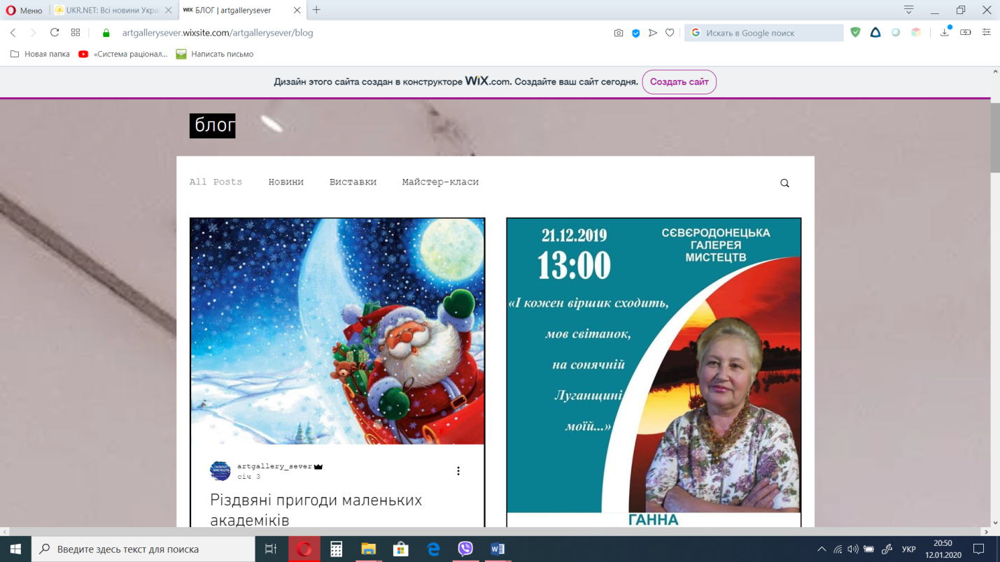 Меню
UKR.NET: Всі новини Украї
WIX БЛОГ | artgallerysever
artgallerysever.wixsite.com/artgallerysever/blog
Искать в Google поиск
Новая папка
«Система раціонал...
Написать письмо
Дизайн этого сайта создан в конструкторе WiX.com. Создайте ваш сайт сегодня.
Создать сайт
блог
All Posts
Новини
Виставки
Майстер-класи
artgallery_sever
січ 3
Різдвяні пригоди маленьких
академіків
21.12.2019
13:00
СЄВЄРОДОНЕЦЬКА
ГАЛЕРЕЯ
МИСТЕЦТВ
«І кожен віршик сходить,
мов світанок,
на сонячній
Луганщині
моїй...»
ГАННА
Введите здесь текст для поиска
УКР
20:50
12.01.2020